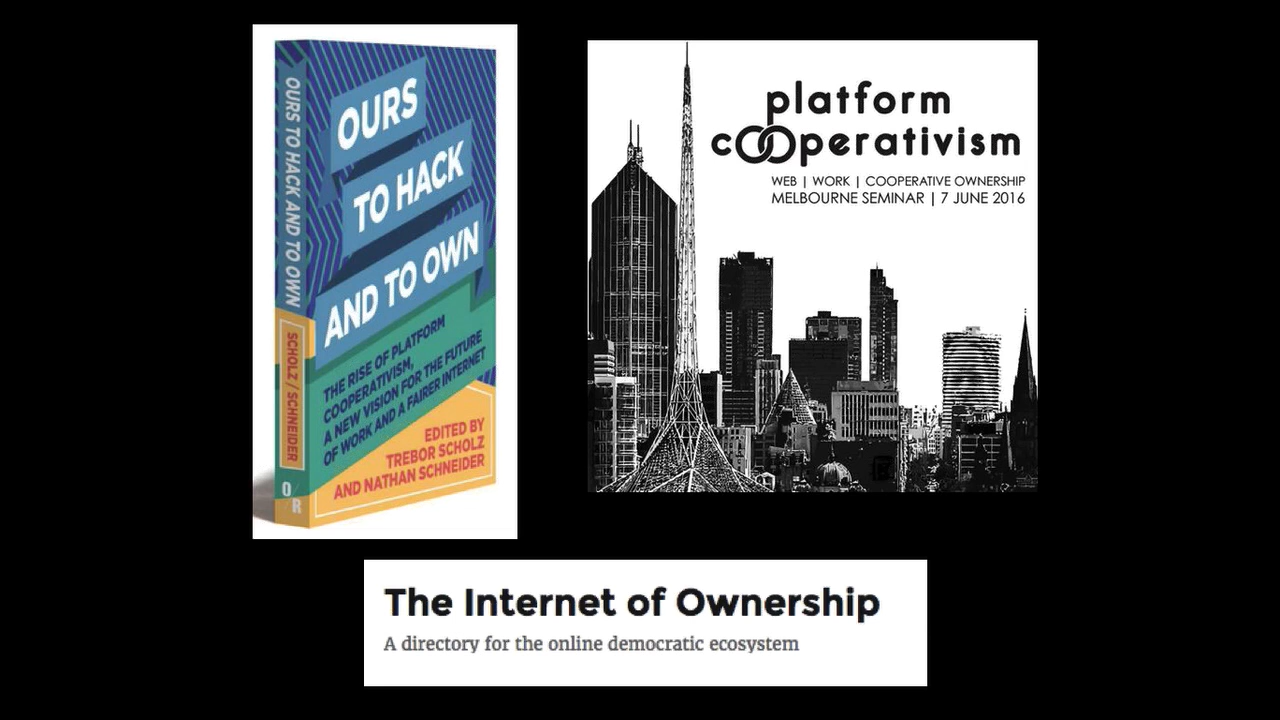 OURS TO HACK AND TO OWN
SCHOLZ / SCHNEIDER
O/R
OURS
TO HACK
AND TO OWN
THE RISE OF PLATFORM
COOPERATIVISM,
A NEW VISION FOR THE FUTURE
OF WORK AND A FAIRER INTERNET
EDITED BY
TREBOR SCHOLZ
AND NATHAN SCHNEIDER
platform
cooperativism
WEB | WORK | COOPERATIVE OWNERSHIP
MELBOURNE SEMINAR | 7 JUNE 2016
The Internet of Ownership
A directory for the online democratic ecosystem